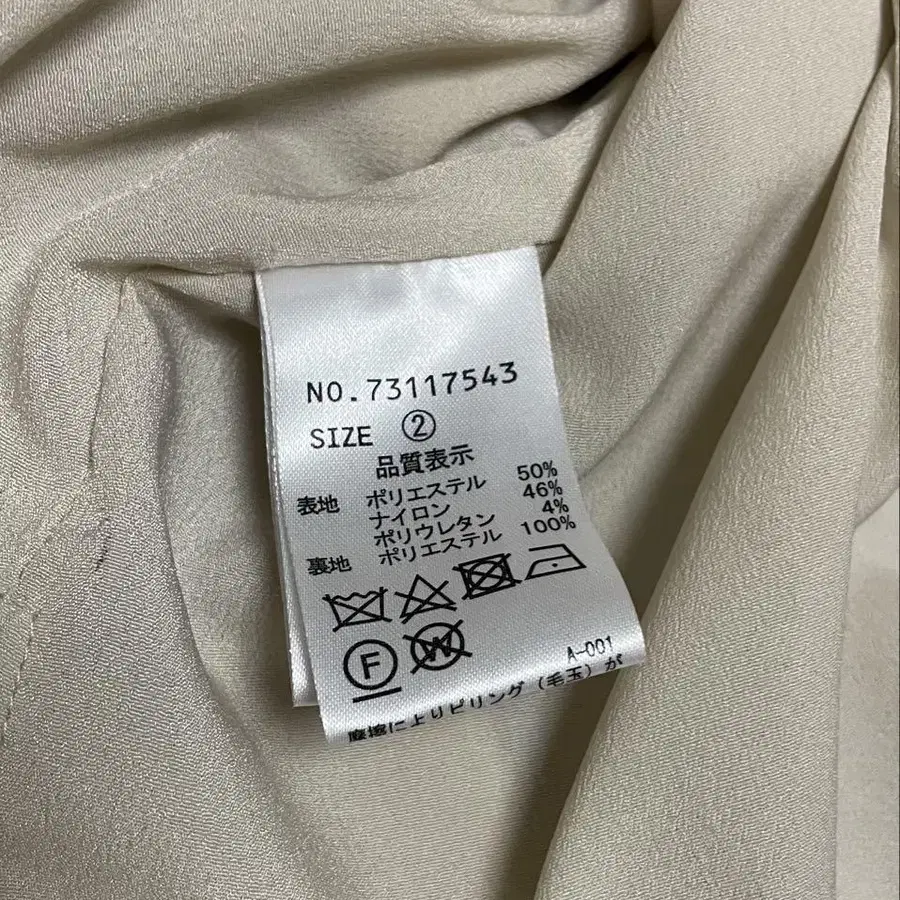 NO.73117543
SIZE ②
品質表示
表地 ポリエステル 50%
ナイロン 46%
ポリウレタン 4%
裏地 ポリエステル 100%
F W
A-001
摩擦によりピリング(毛玉)が